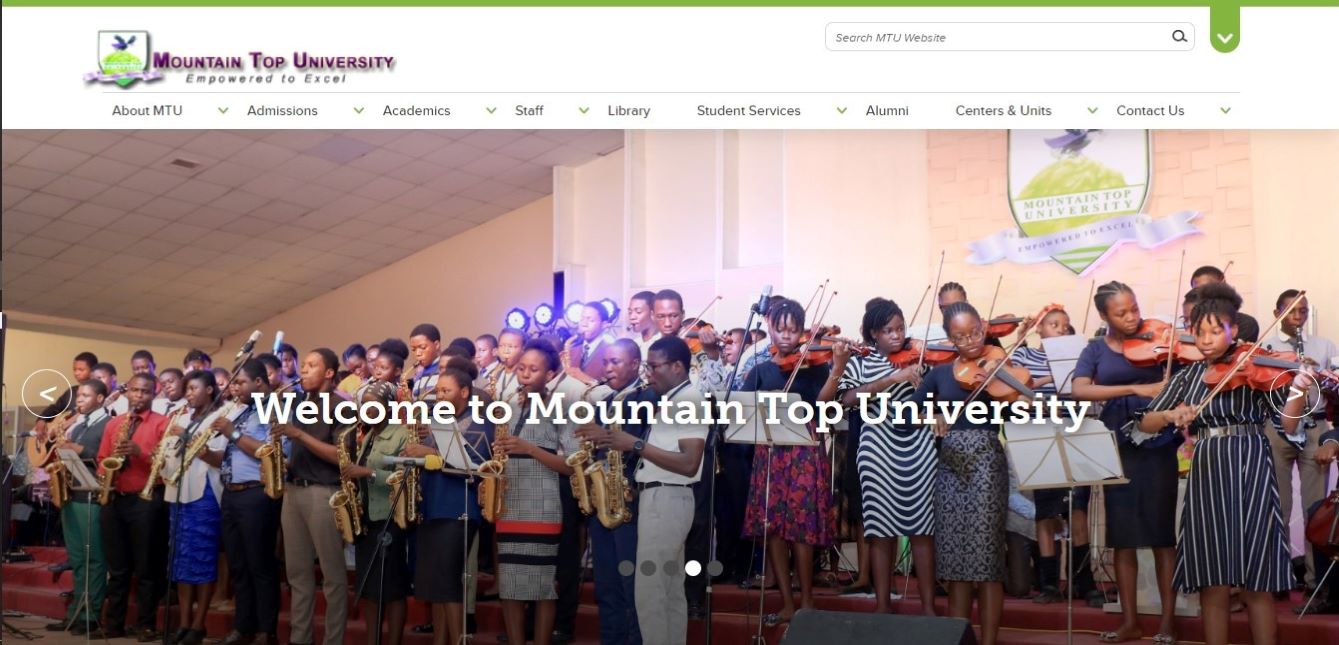 MOUNTAIN TOP UNIVERSITY
Empowered to Excel
Search MTU Website
About MTU
Admissions
Academics
Staff
Library
Student Services
Alumni
Centers & Units
Contact Us
MOUNTAIN TOP
UNIVERSITY
EMPOWERED TO EXCEL
<
Welcome to Mountain Top University
>